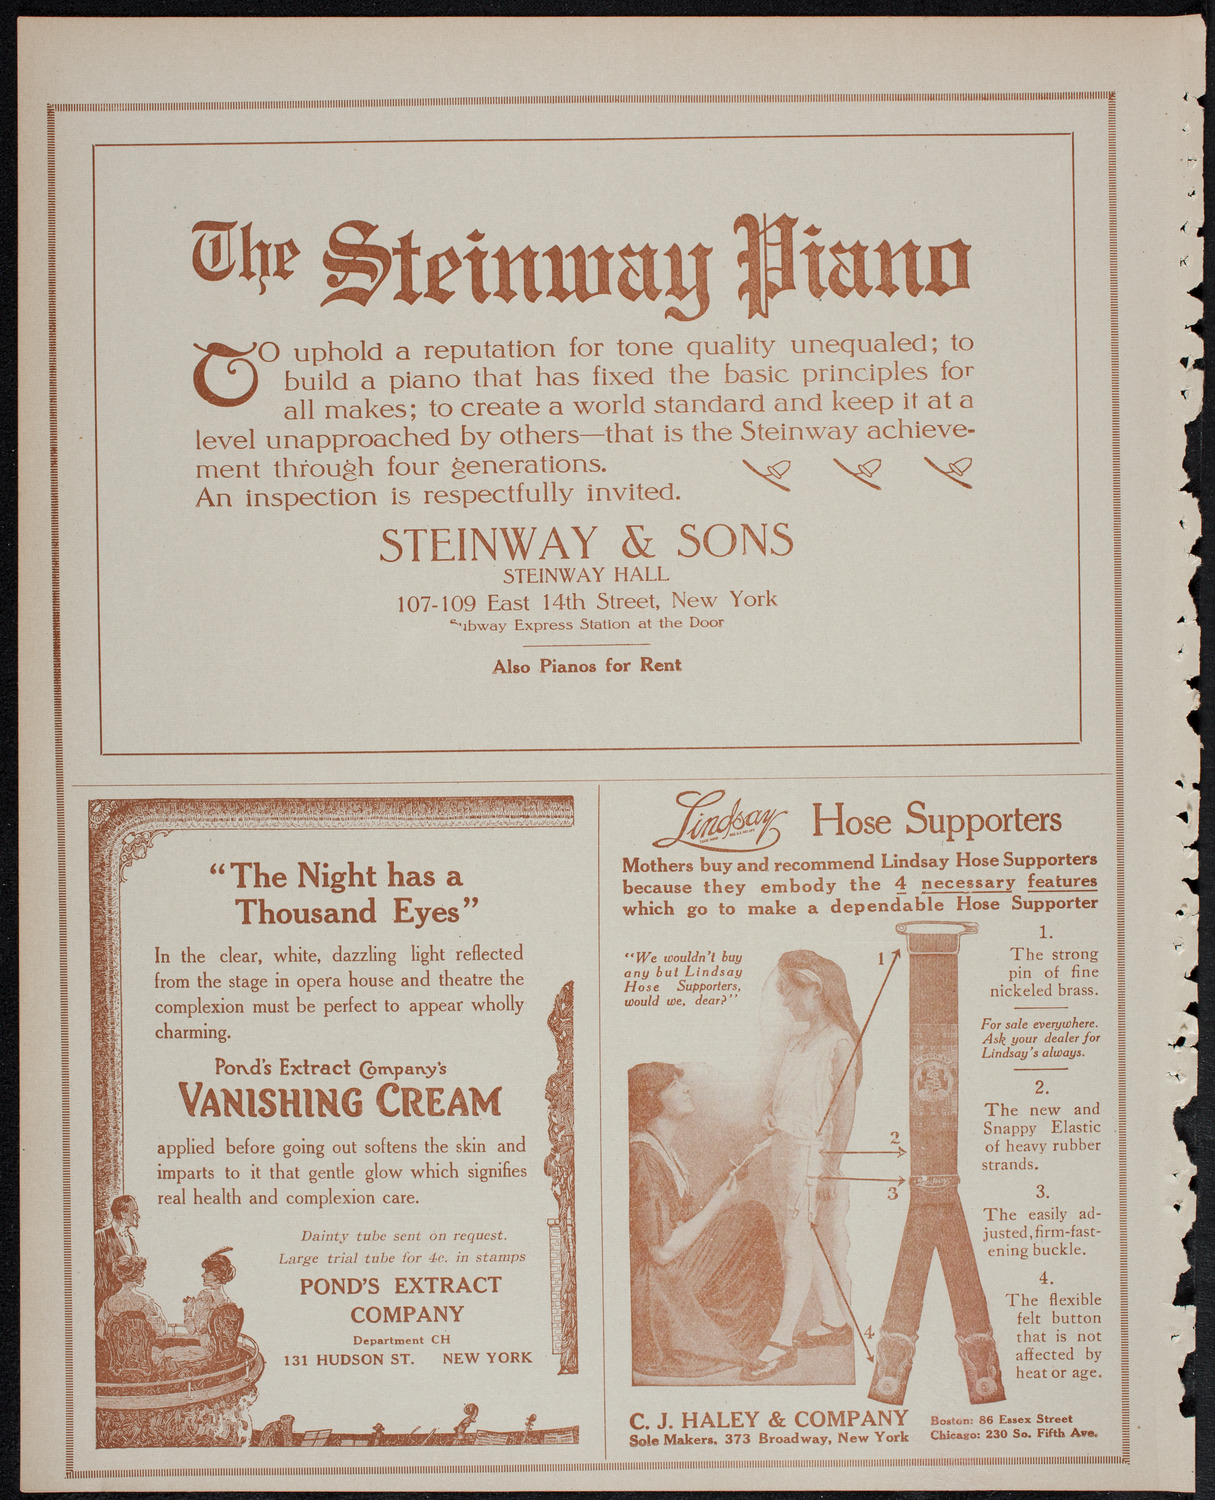 The Steinway Piano
TO uphold a reputation for tone quality unequaled; to
build a piano that has fixed the basic principles for
all makes; to create a world standard and keep it at a
level unapproached by others—that is the Steinway achieve-
ment through four generations.
An inspection is respectfully invited.
STEINWAY & SONS
STEINWAY HALL
107-109 East 14th Street, New York
Subway Express Station at the Door
Also Pianos for Rent
"The Night has a
Thousand Eyes"
In the clear, white, dazzling light reflected
from the stage in opera house and theatre the
complexion must be perfect to appear wholly
charming.
Pond's Extract Company's
VANISHING CREAM
applied before going out softens the skin and
imparts to it that gentle glow which signifies
real health and complexion care.
Dainty tube sent on request.
Large trial tube for 4c. in stamps
POND'S EXTRACT
COMPANY
Department CH
131 HUDSON ST. NEW YORK
Lindsay Hose Supporters
Mothers buy and recommend Lindsay Hose Supporters
because they embody the 4 necessary features
which go to make a dependable Hose Supporter
"We wouldn't buy
any but Lindsay
Hose Supporters,
would we, dear?"
1
2
3
4
1.
The strong
pin of fine
nickeled brass.
For sale everywhere.
Ask your dealer for
Lindsay's always.
2.
The new and
Snappy Elastic
of heavy rubber
strands.
3.
The easily ad-
justed, firm-fast-
ening buckle.
4.
The flexible
felt button
that is not
affected by
heat or age.
C. J. HALEY & COMPANY
Sole Makers, 373 Broadway, New York
Boston: 86 Essex Street
Chicago: 230 So. Fifth Ave.